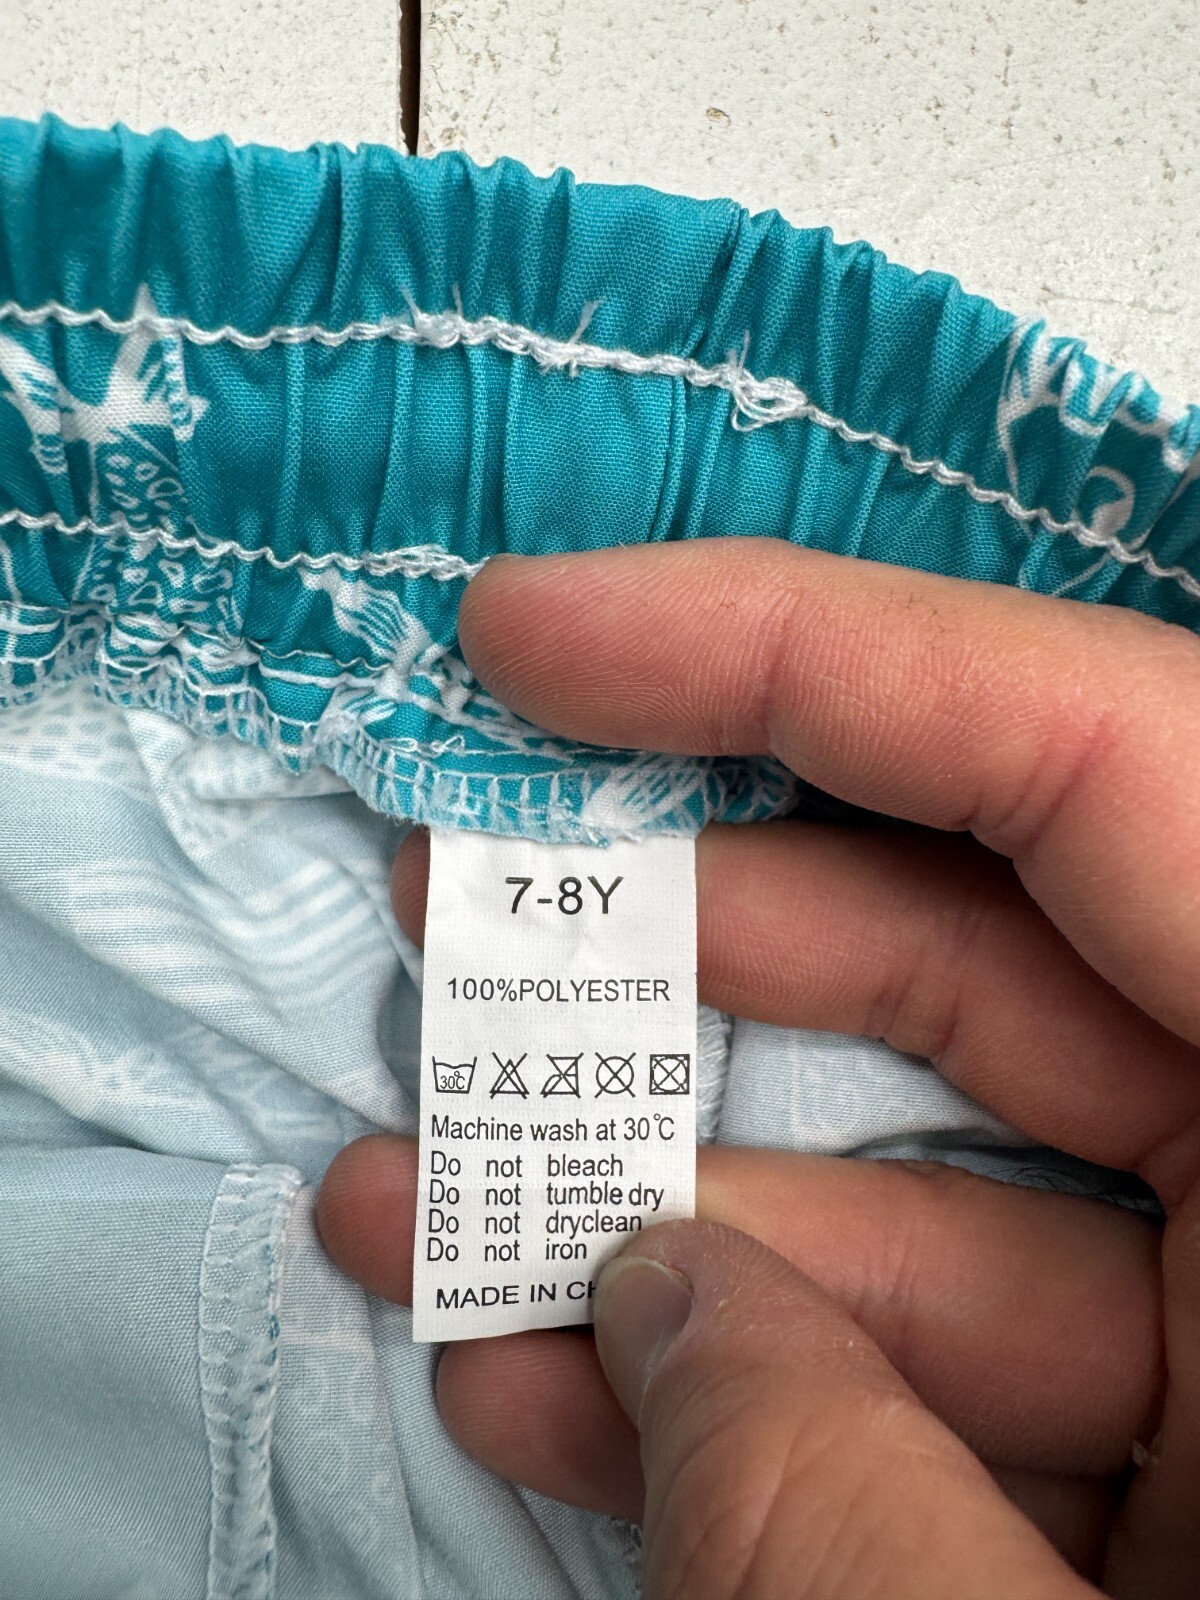 7-8Y
100%POLYESTER
30℃
Machine wash at 30℃
Do not bleach
Do not tumble dry
Do not dryclean
Do not iron
MADE IN